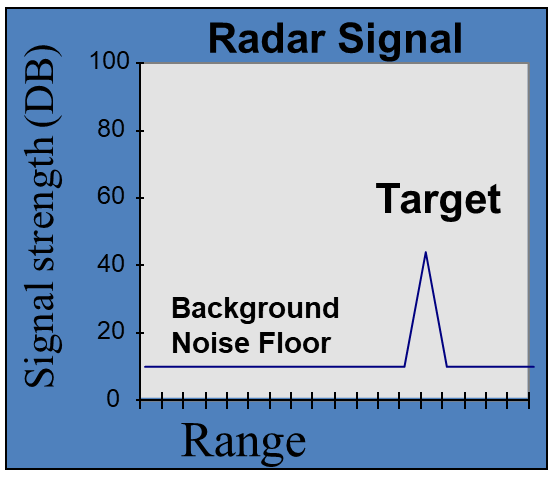 Radar Signal
Signal strength (DB)
100
80
60
40
20
0
Target
Background
Noise Floor
Range